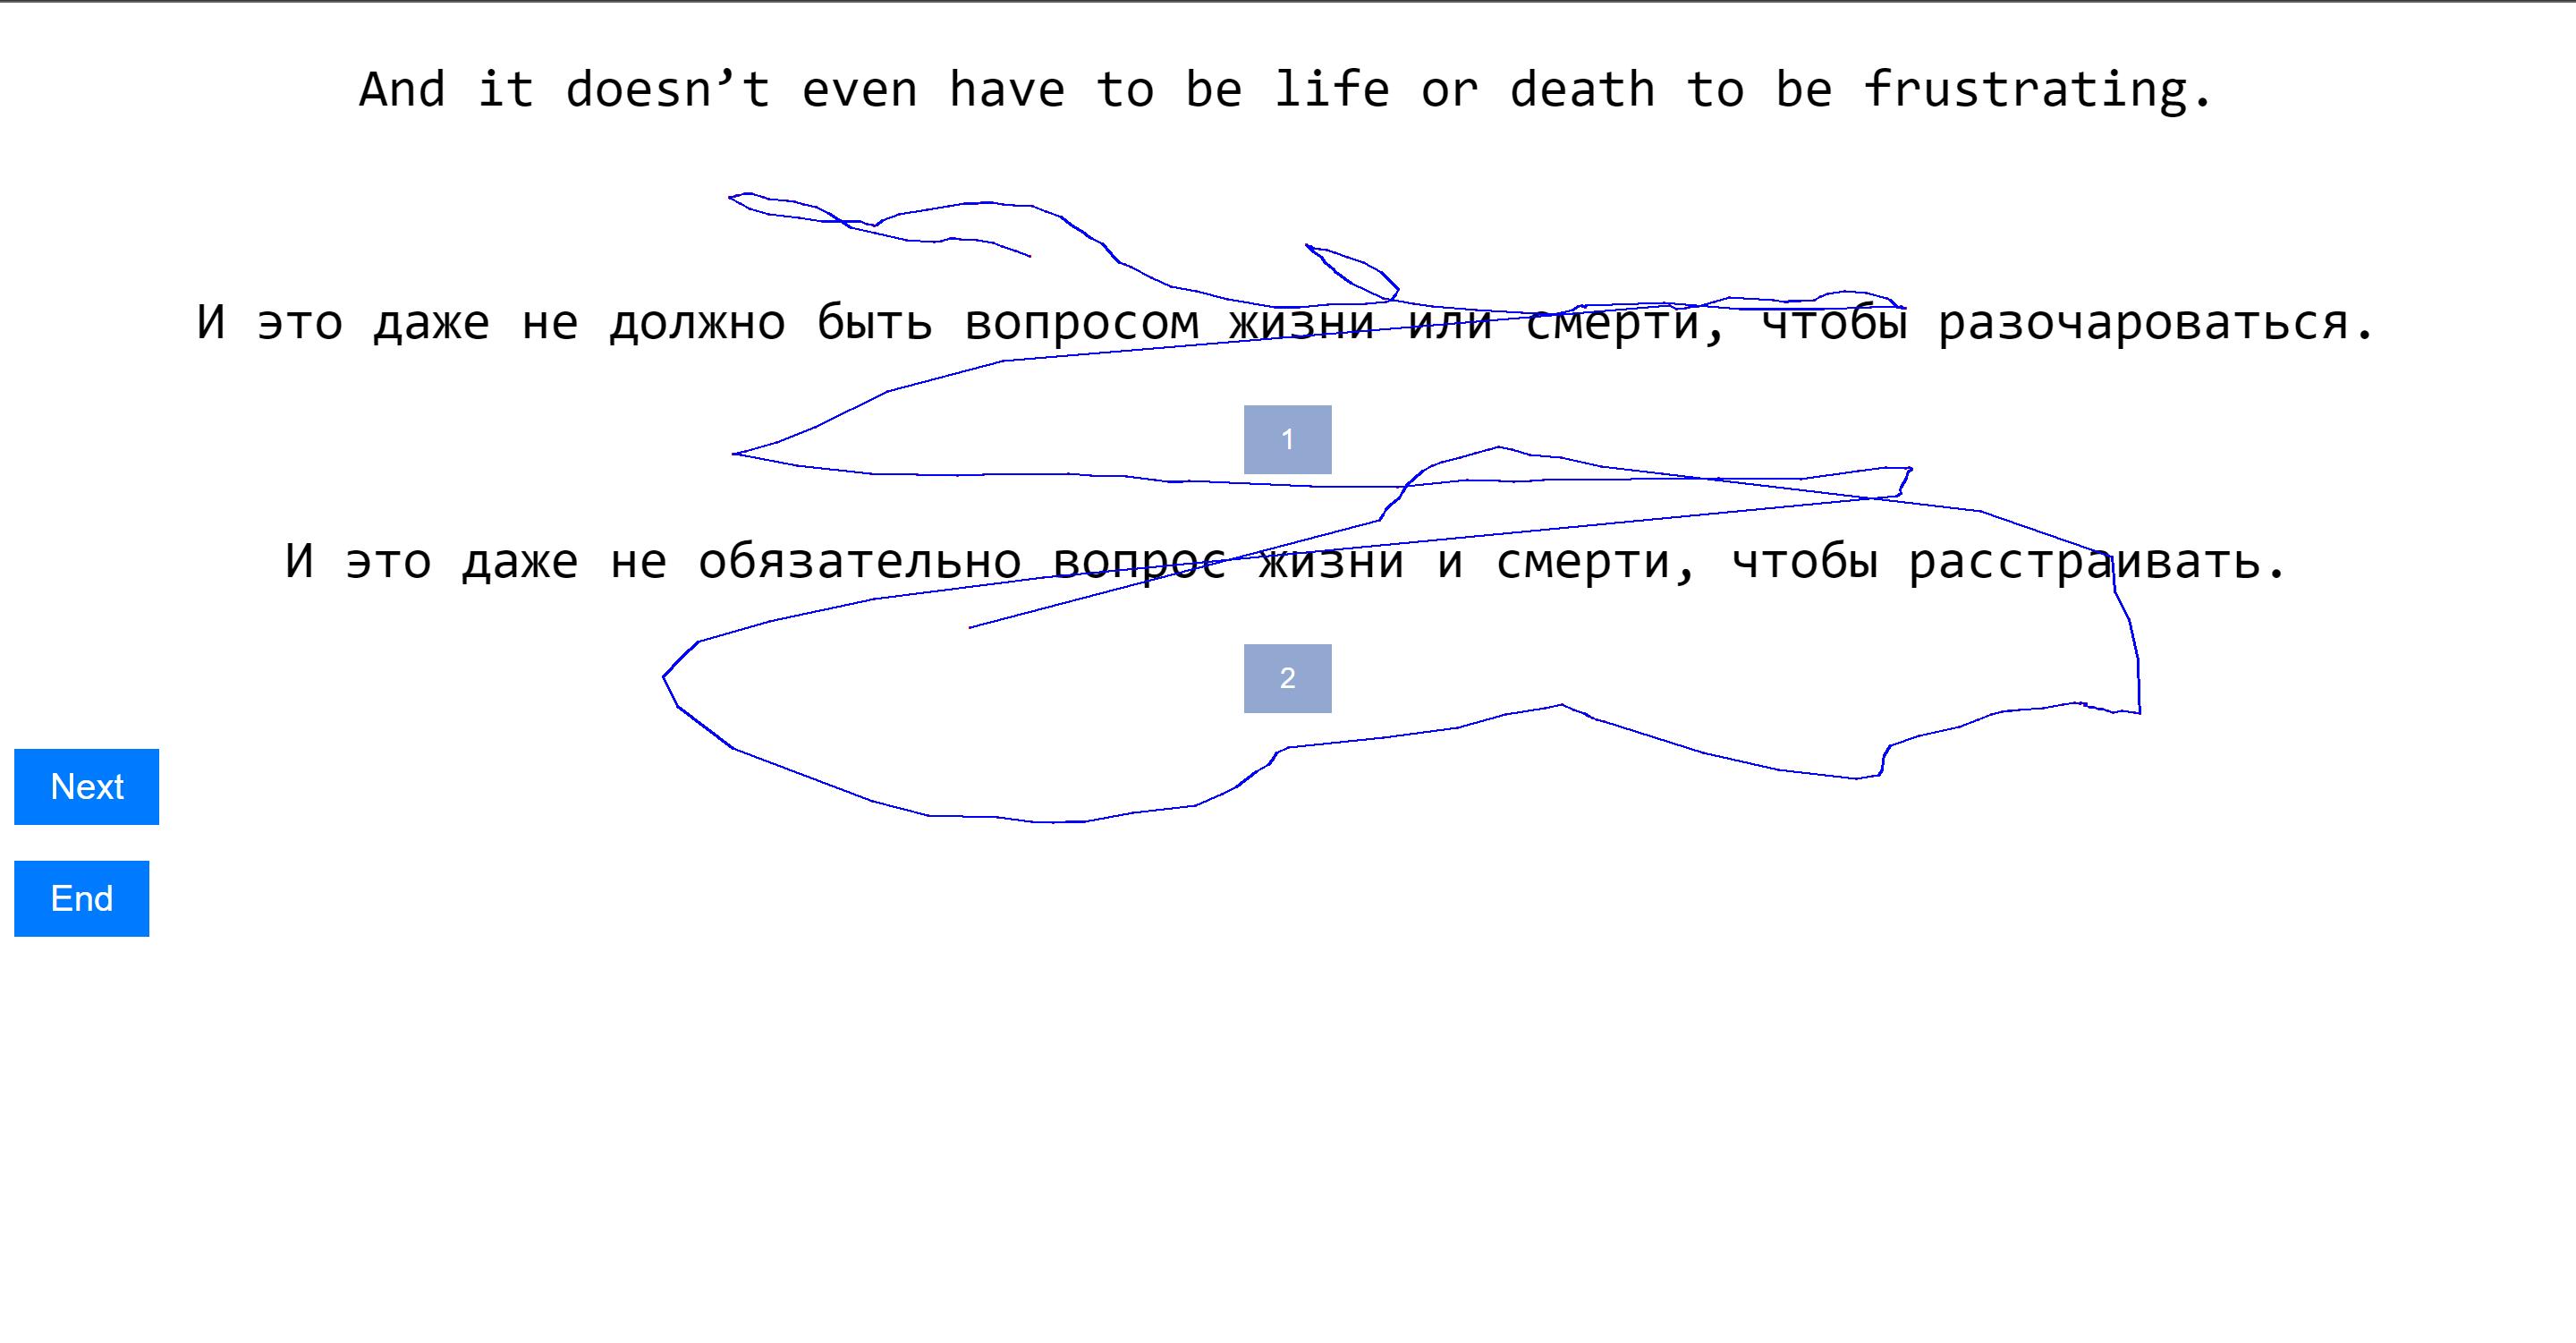 And it doesn’t even have to be life or death to be frustrating.
И это даже не должно быть вопросом жизни или смерти, чтобы разочароваться.
1
И это даже не обязательно вопрос жизни и смерти, чтобы расстраивать.
2
Next
End